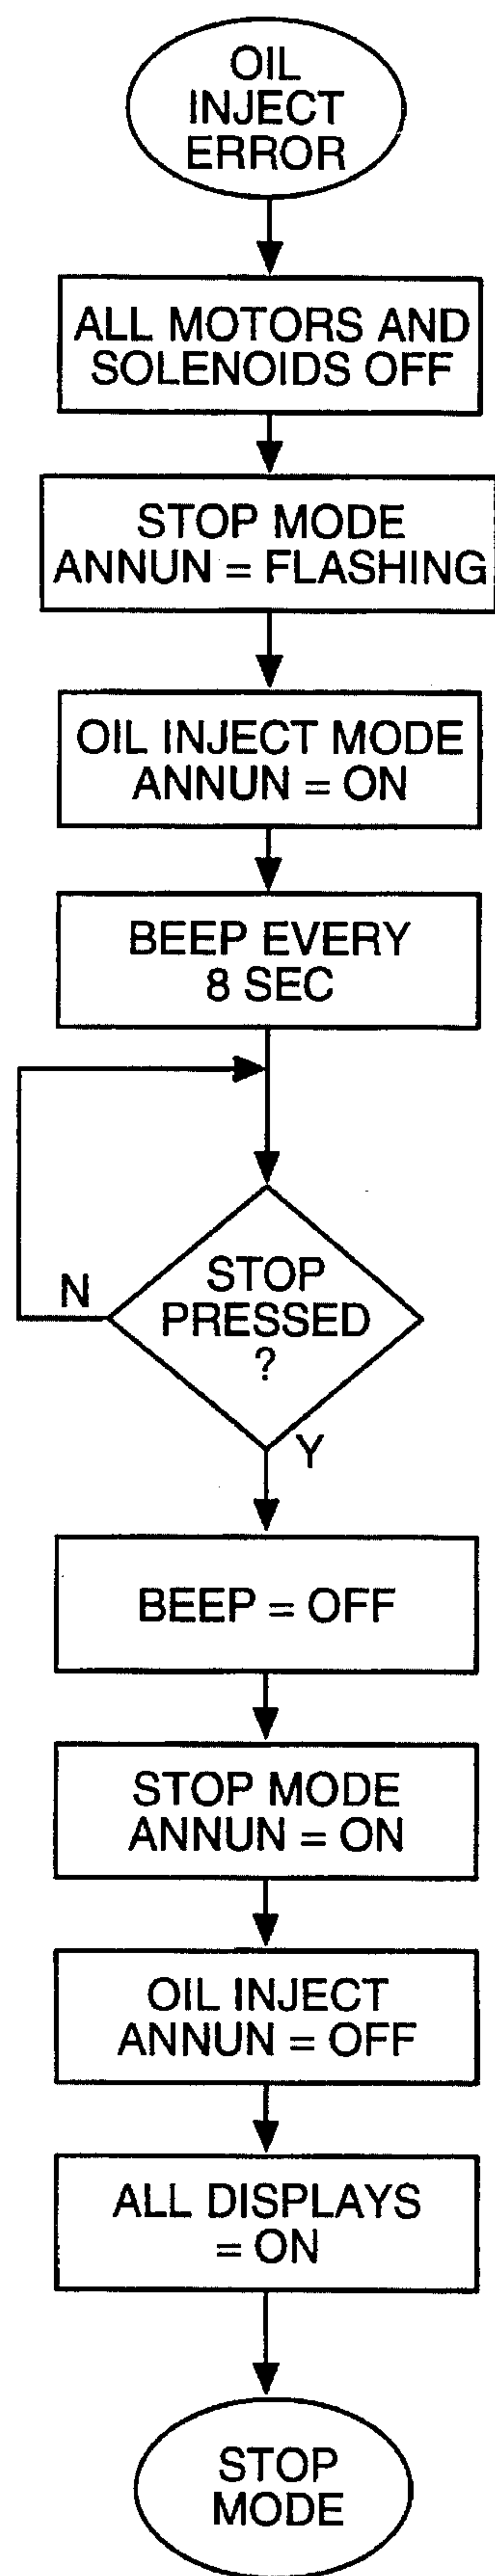 OIL
INJECT
ERROR
ALL MOTORS AND
SOLENOIDS OFF
STOP MODE
ANNUN = FLASHING
OIL INJECT MODE
ANNUN = ON
BEEP EVERY
8 SEC
STOP
PRESSED
?
N
Y
BEEP = OFF
STOP MODE
ANNUN = ON
OIL INJECT
ANNUN = OFF
ALL DISPLAYS
= ON
STOP
MODE